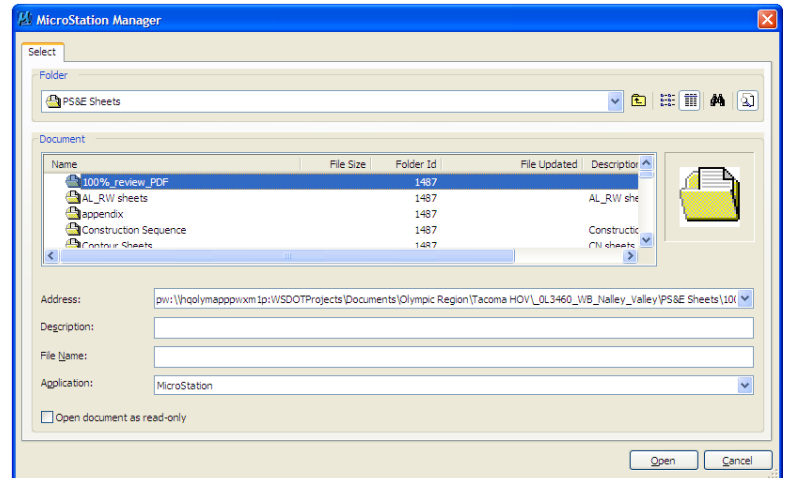 MicroStation Manager
Select
Folder
PS&E Sheets
Document
Name File Size Folder Id File Updated Description
100%_review_PDF 1487
AL_RW sheets 1487 AL_RW she
appendix 1487
Construction Sequence 1487 Constructic
Contour Sheets 1487 CN sheets
Address: pw:\\hqolymapppwxm1p:WSDOTProjects\Documents\Olympic Region\Tacoma HOV\_0L3460_WB_Nalley_Valley\PS&E Sheets\10
Description:
File Name:
Application: MicroStation
Open document as read-only
Open Cancel